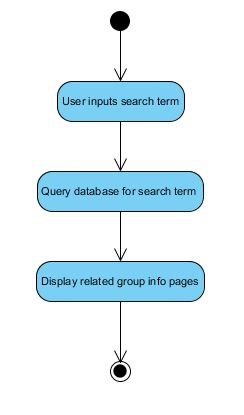 User inputs search term
Query database for search term
Display related group info pages